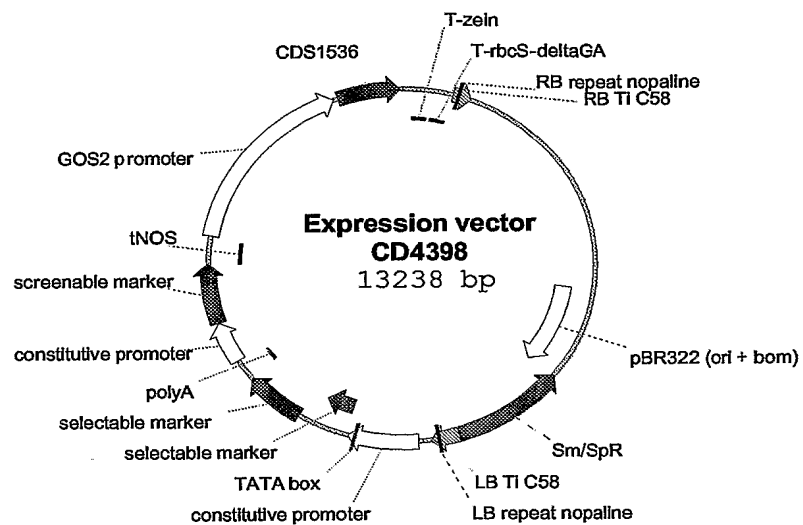 T-zein
CDS1536
T-rbcS-deltaGA
RB repeat nopaline
RB Ti C58
GOS2 promoter
Expression vector
CD4398
13238 bp
tNOS
screenable marker
constitutive promoter
pBR322 (ori + bom)
polyA
selectable marker
selectable marker
Sm/SpR
TATA box
LB Ti C58
constitutive promoter
LB repeat nopaline